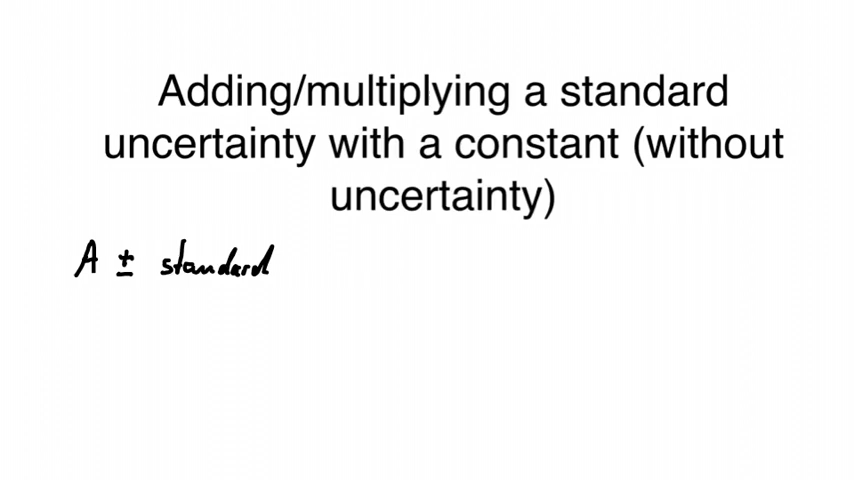 Adding/multiplying a standard
uncertainty with a constant (without
uncertainty)
A ± standard